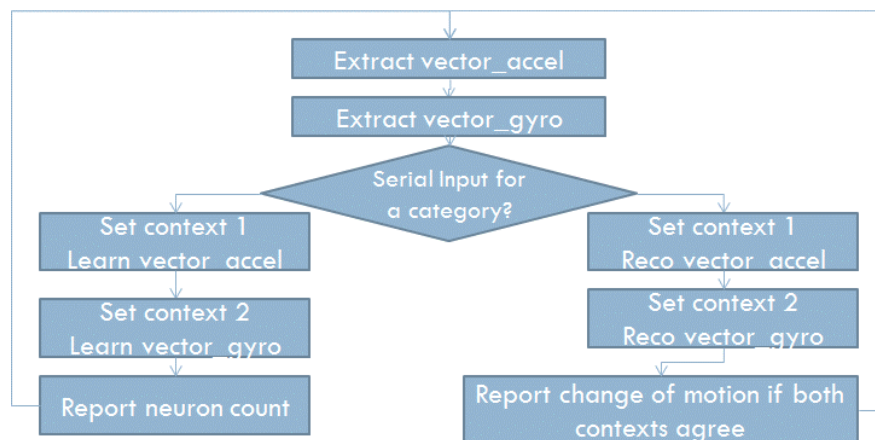 Extract vector_accel
Extract vector_gyro
Serial Input for
a category?
Set context 1
Learn vector_accel
Set context 2
Learn vector_gyro
Report neuron count
Set context 1
Reco vector_accel
Set context 2
Reco vector_gyro
Report change of motion if both
contexts agree